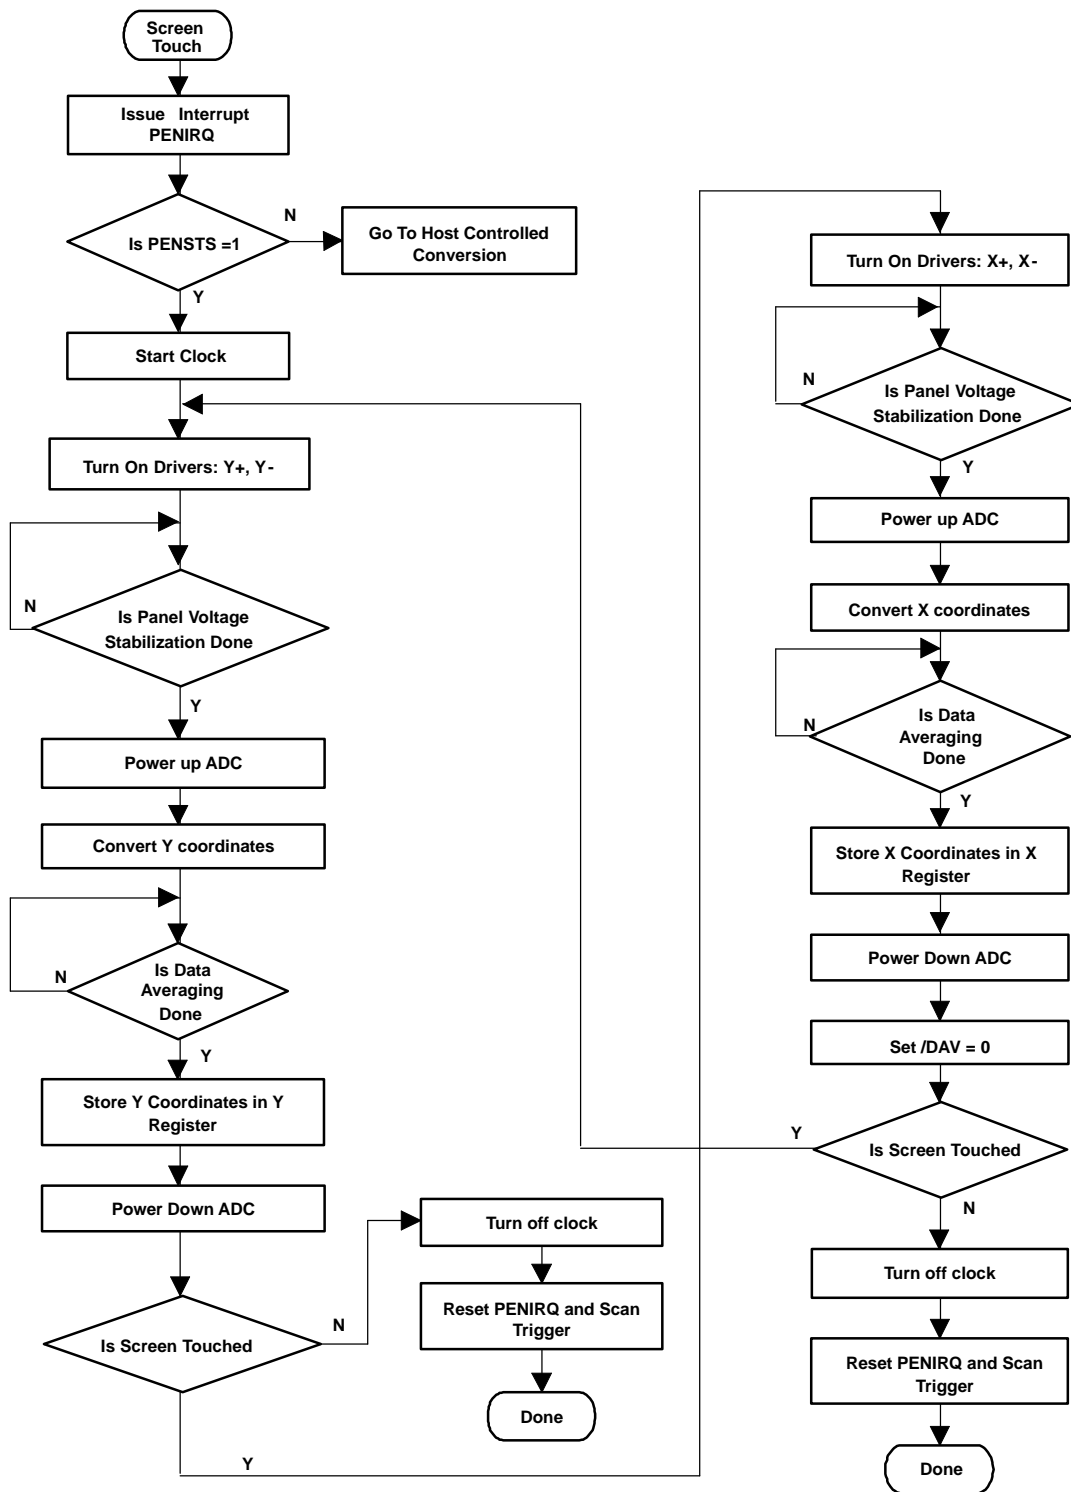 Screen
Touch
Issue Interrupt
PENIRQ
Is PENSTS =1
N
Go To Host Controlled
Conversion
Y
Start Clock
Turn On Drivers: Y+, Y-
N
Is Panel Voltage
Stabilization Done
Y
Power up ADC
Convert Y coordinates
N
Is Data
Averaging
Done
Y
Store Y Coordinates in Y
Register
Power Down ADC
Is Screen Touched
N
Turn off clock
Reset PENIRQ and Scan
Trigger
Done
Y
Turn On Drivers: X+, X-
N
Is Panel Voltage
Stabilization Done
Y
Power up ADC
Convert X coordinates
N
Is Data
Averaging
Done
Y
Store X Coordinates in X
Register
Power Down ADC
Set /DAV = 0
Y
Is Screen Touched
N
Turn off clock
Reset PENIRQ and Scan
Trigger
Done